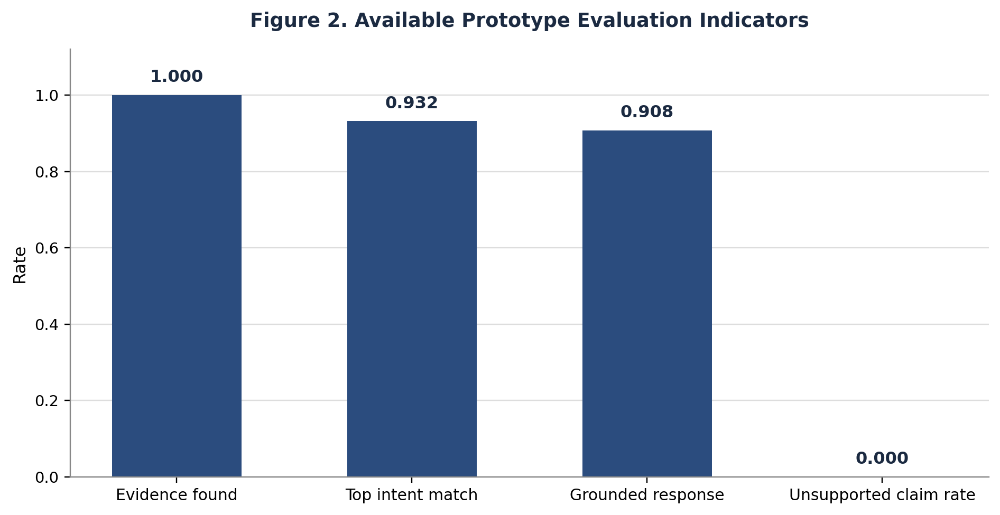 Figure 2. Available Prototype Evaluation Indicators
1.000
0.932
0.908
0.000
1.0
0.8
0.6
0.4
0.2
0.0
Rate
Evidence found
Top intent match
Grounded response
Unsupported claim rate